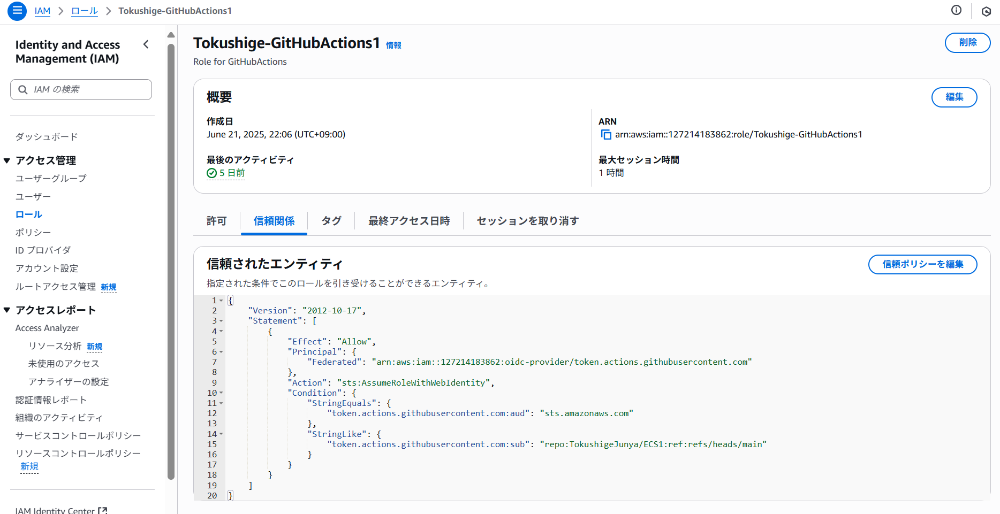 IAM > ロール > Tokushige-GitHubActions1
Identity and Access
Management (IAM)
IAM の検索
ダッシュボード
アクセス管理
ユーザーグループ
ユーザー
ロール
ポリシー
ID プロバイダ
アカウント設定
ルートアクセス管理 新規
アクセスレポート
Access Analyzer
リソース分析 新規
未使用のアクセス
アナライザーの設定
認証情報レポート
組織のアクティビティ
サービスコントロールポリシー
リソースコントロールポリシー
新規
IAM Identity Center
Tokushige-GitHubActions1 情報
削除
Role for GitHubActions
概要
編集
作成日
June 21, 2025, 22:06 (UTC+09:00)
ARN
arn:aws:iam::127214183862:role/Tokushige-GitHubActions1
最後のアクティビティ
5 日前
最大セッション時間
1 時間
許可 信頼関係 タグ 最終アクセス日時 セッションを取り消す
信頼されたエンティティ
信頼ポリシーを編集
指定された条件でこのロールを引き受けることができるエンティティ。
1 {
2 "Version": "2012-10-17",
3 "Statement": [
4 {
5 "Effect": "Allow",
6 "Principal": {
7 "Federated": "arn:aws:iam::127214183862:oidc-provider/token.actions.githubusercontent.com"
8 },
9 "Action": "sts:AssumeRoleWithWebIdentity",
10 "Condition": {
11 "StringEquals": {
12 "token.actions.githubusercontent.com:aud": "sts.amazonaws.com"
13 },
14 "StringLike": {
15 "token.actions.githubusercontent.com:sub": "repo:TokushigeJunya/ECS1:ref:refs/heads/main"
16 }
17 }
18 }
19 ]
20 }